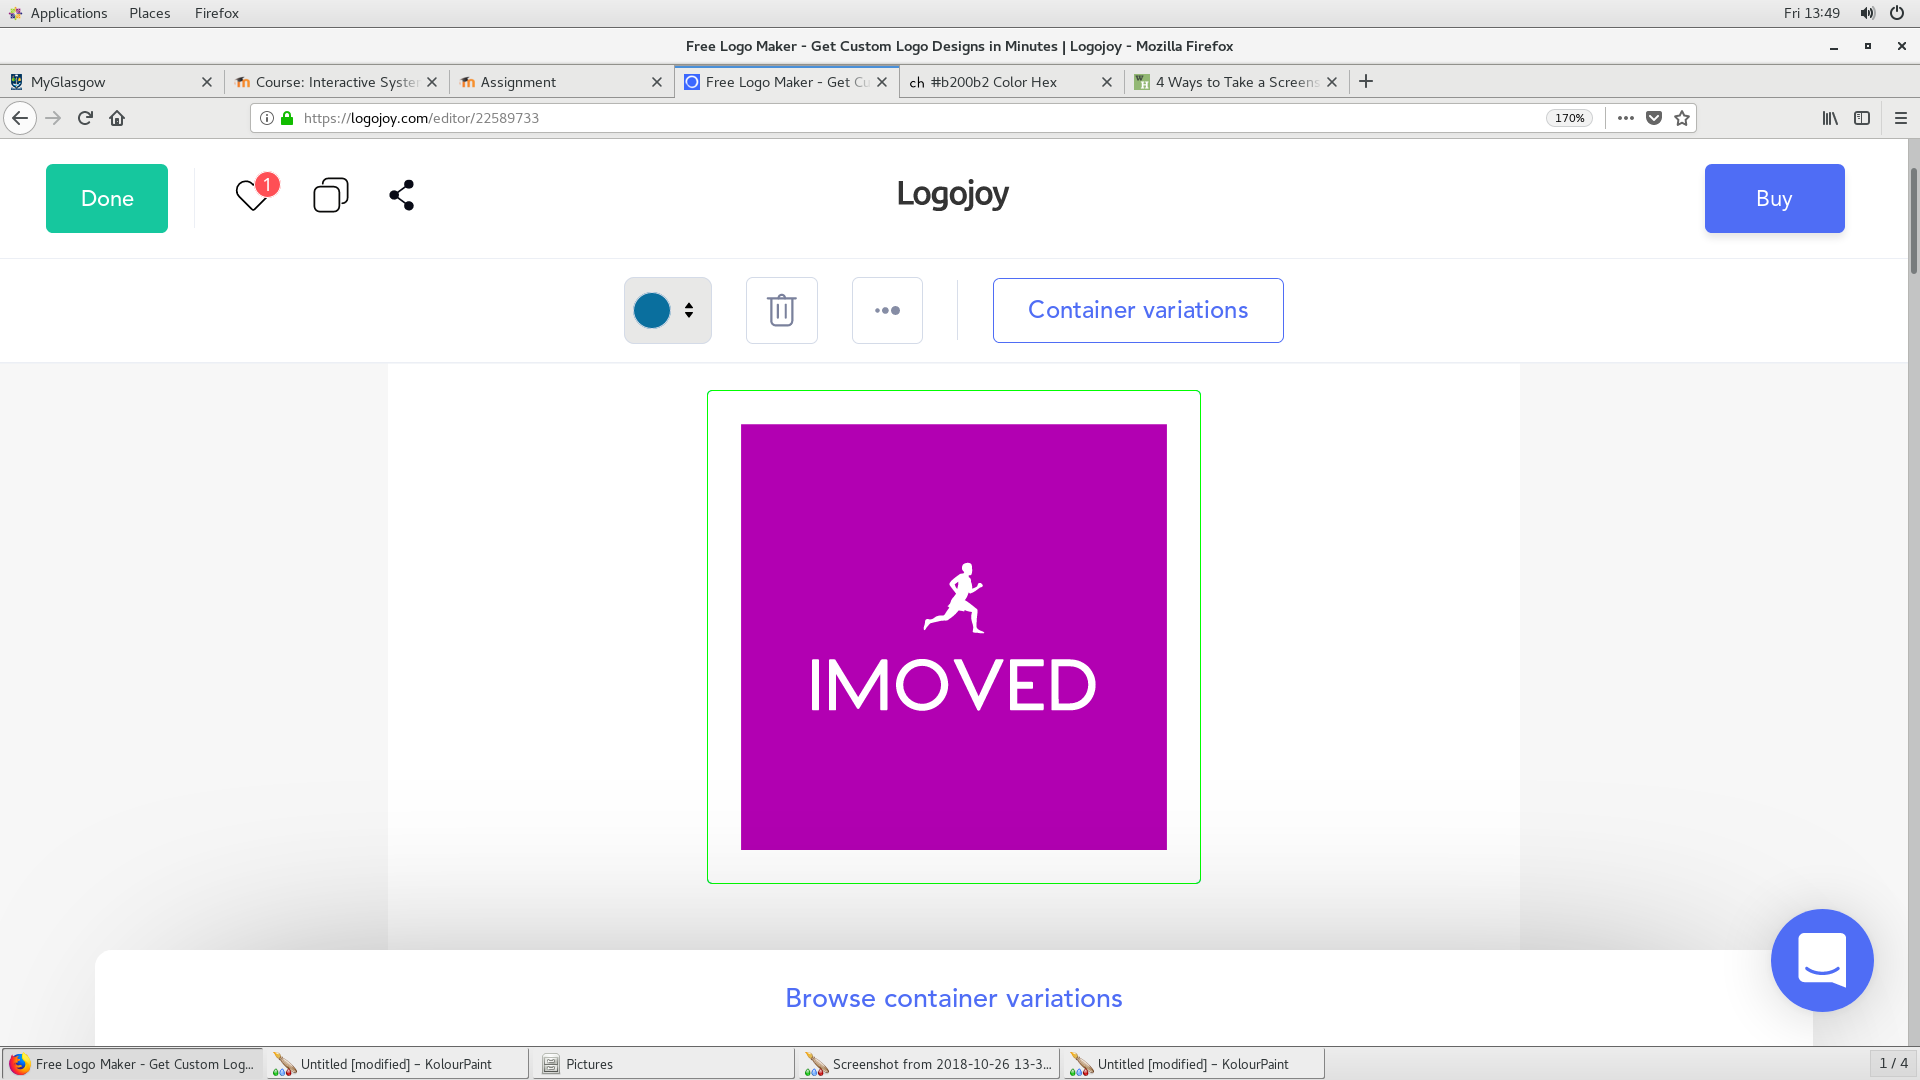 Applications Places Firefox Fri 13:49
Free Logo Maker - Get Custom Logo Designs in Minutes | Logojoy - Mozilla Firefox
MyGlasgow Course: Interactive Syste Assignment Free Logo Maker - Get Cu ch #b200b2 Color Hex 4 Ways to Take a Screens
https://logojoy.com/editor/22589733 170%
Done 1 Logojoy Buy
Container variations
IMOVED
Browse container variations
Free Logo Maker - Get Custom Log... Untitled [modified] – KolourPaint Pictures Screenshot from 2018-10-26 13-3... Untitled [modified] – KolourPaint 1 / 4